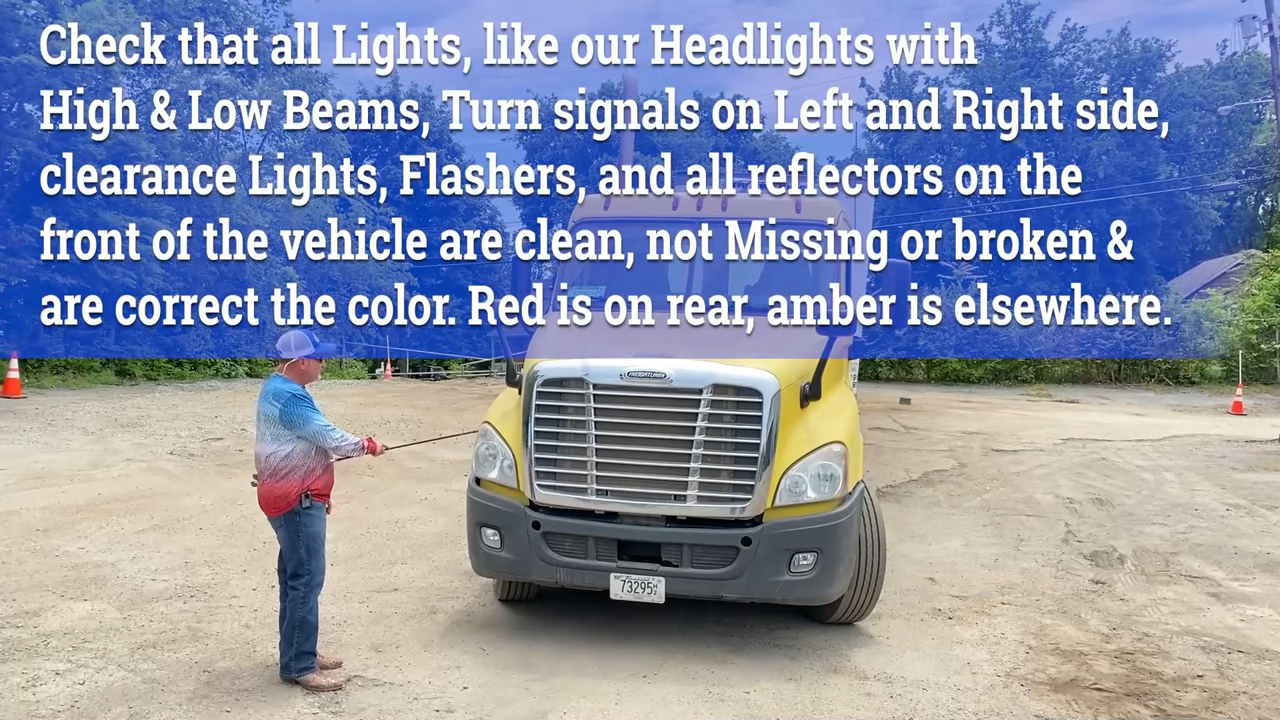 Check that all Lights, like our Headlights with
High & Low Beams, Turn signals on Left and Right side,
clearance Lights, Flashers, and all reflectors on the
front of the vehicle are clean, not Missing or broken &
are correct the color. Red is on rear, amber is elsewhere.
FREIGHTLINER
73295